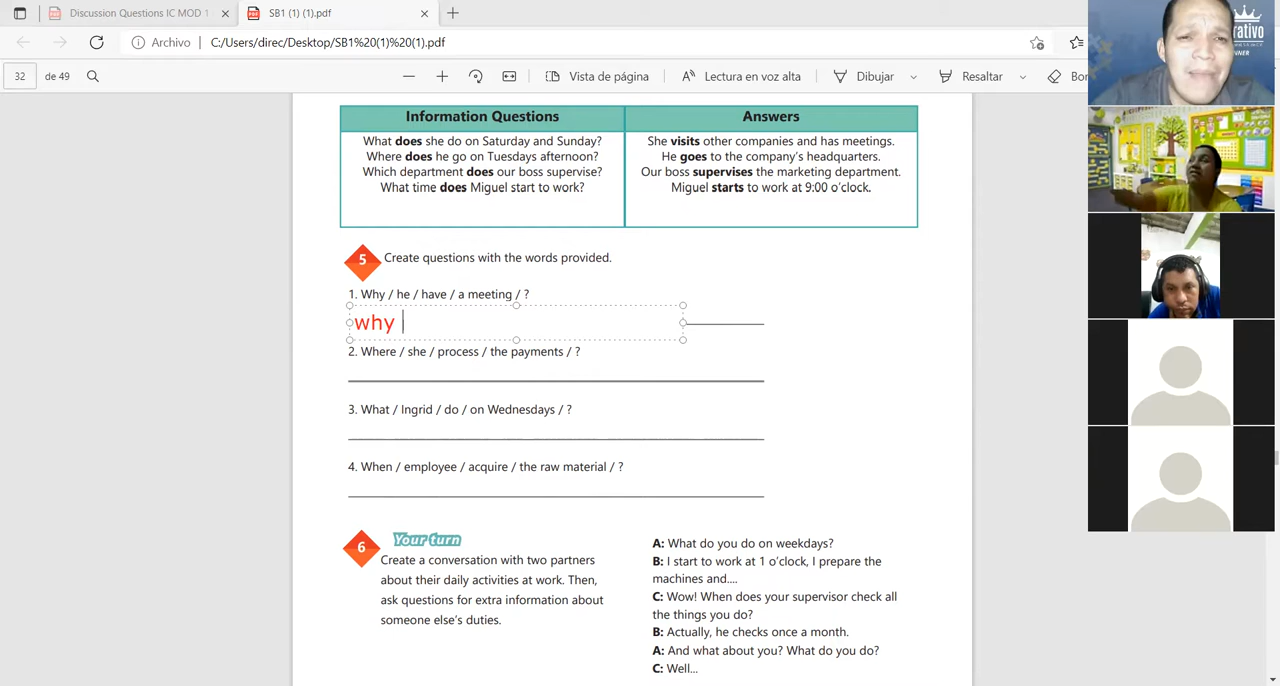 Discussion Questions IC MOD 1
SB1 (1) (1).pdf
Archivo
C:/Users/direc/Desktop/SB1%20(1)%20(1).pdf
32 de 49
Vista de página
Lectura en voz alta
Dibujar
Resaltar
Bor
rativo
NNER
Information Questions
What does she do on Saturday and Sunday?
Where does he go on Tuesdays afternoon?
Which department does our boss supervise?
What time does Miguel start to work?
Answers
She visits other companies and has meetings.
He goes to the company's headquarters.
Our boss supervises the marketing department.
Miguel starts to work at 9:00 o'clock.
5 Create questions with the words provided.
1. Why / he / have / a meeting / ?
why
2. Where / she / process / the payments / ?
3. What / Ingrid / do / on Wednesdays / ?
4. When / employee / acquire / the raw material / ?
6 Your turn
Create a conversation with two partners
about their daily activities at work. Then,
ask questions for extra information about
someone else's duties.
A: What do you do on weekdays?
B: I start to work at 1 o'clock, I prepare the
machines and....
C: Wow! When does your supervisor check all
the things you do?
B: Actually, he checks once a month.
A: And what about you? What do you do?
C: Well...